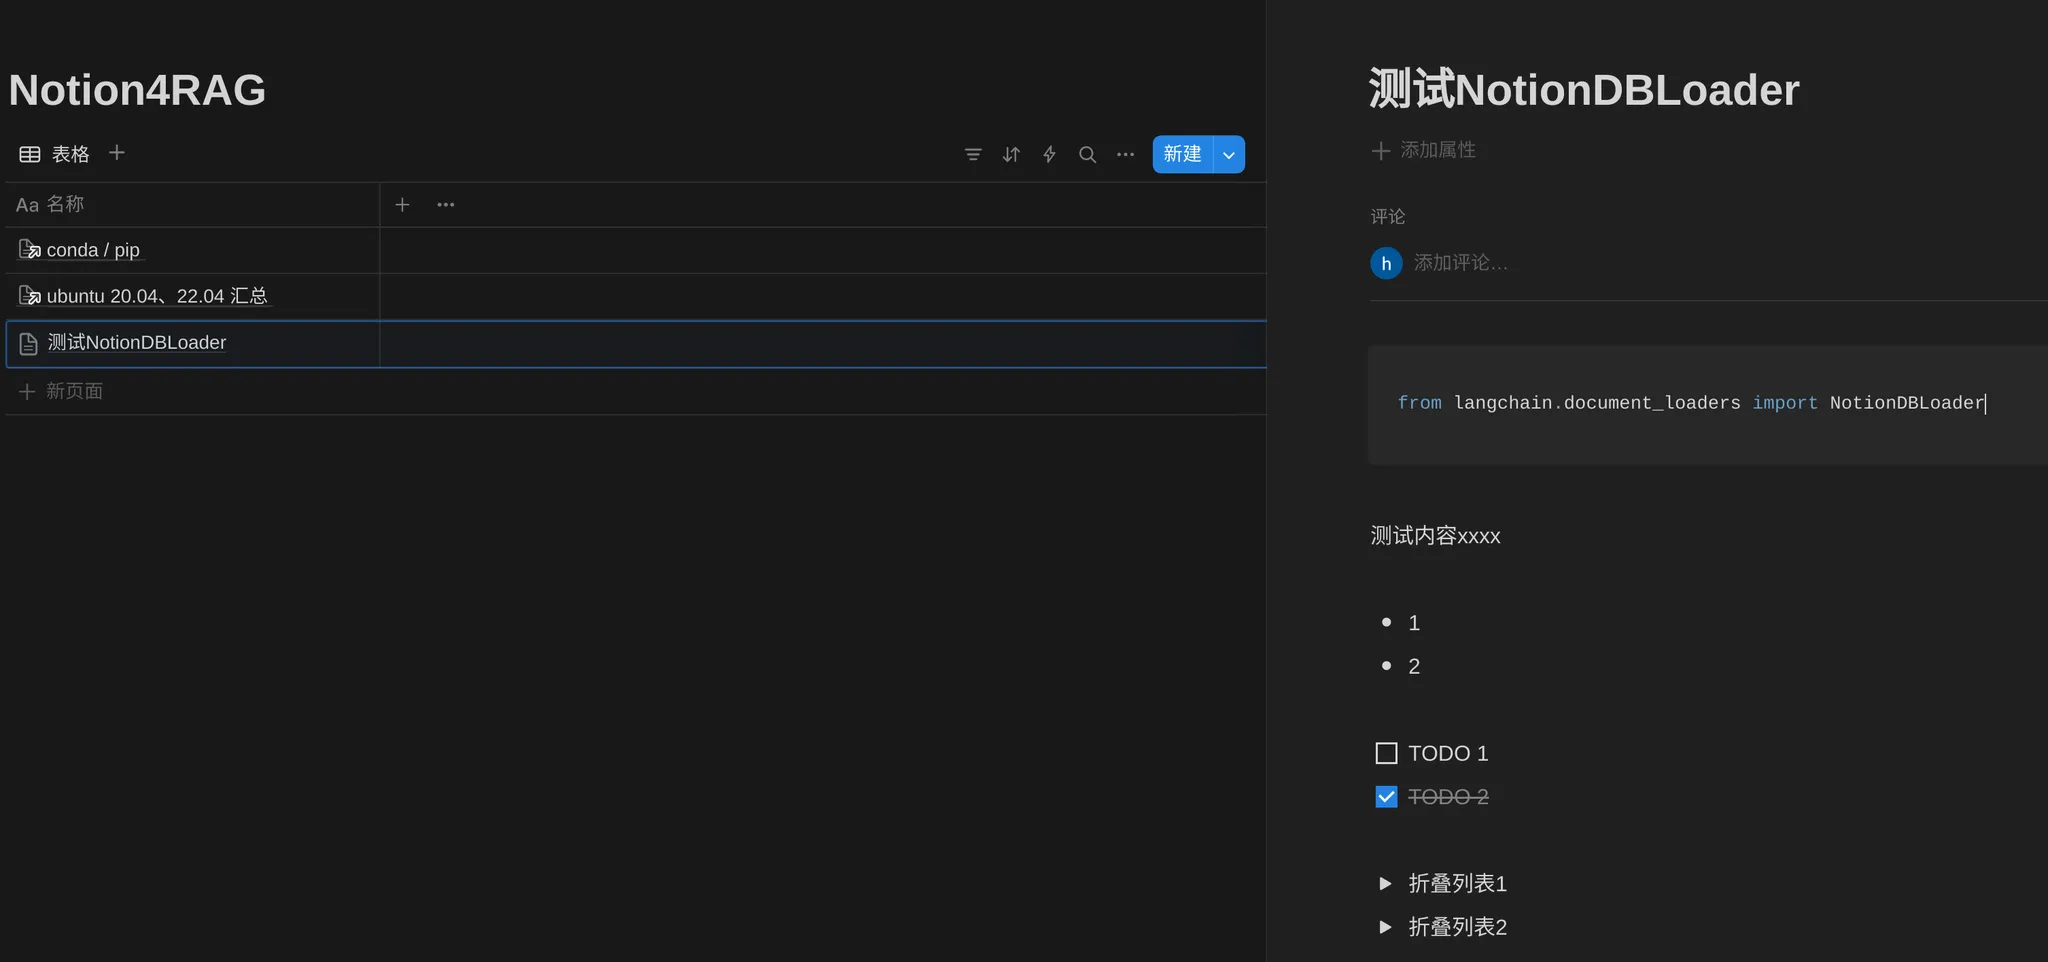 Notion4RAG
表格
新建
Aa 名称
conda / pip
ubuntu 20.04、22.04 汇总
测试NotionDBLoader
新页面
测试NotionDBLoader
添加属性
评论
h 添加评论…
from langchain.document_loaders import NotionDBLoader
测试内容xxxx
1
2
TODO 1
TODO 2
折叠列表1
折叠列表2